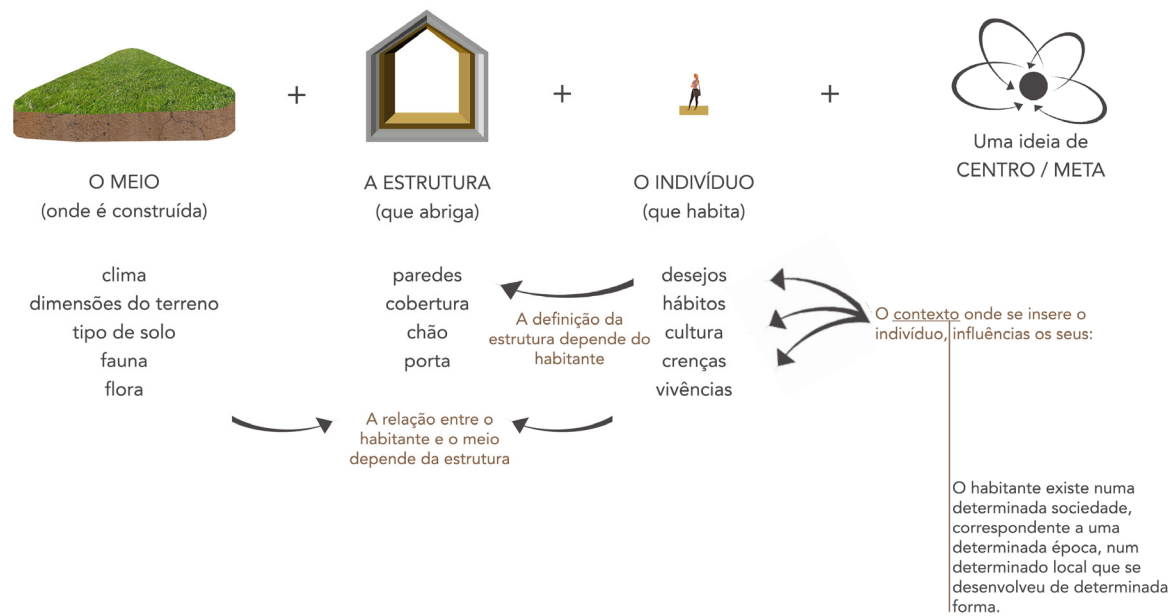 +
+
+
O MEIO
(onde é construída)
A ESTRUTURA
(que abriga)
O INDIVÍDUO
(que habita)
Uma ideia de
CENTRO / META
clima
dimensões do terreno
tipo de solo
fauna
flora
paredes
cobertura
chão
porta
A definição da
estrutura depende do
habitante
desejos
hábitos
cultura
crenças
vivências
O contexto onde se insere o
indivíduo, influências os seus:
A relação entre o
habitante e o meio
depende da estrutura
O habitante existe numa
determinada sociedade,
correspondente a uma
determinada época, num
determinado local que se
desenvolveu de determinada
forma.